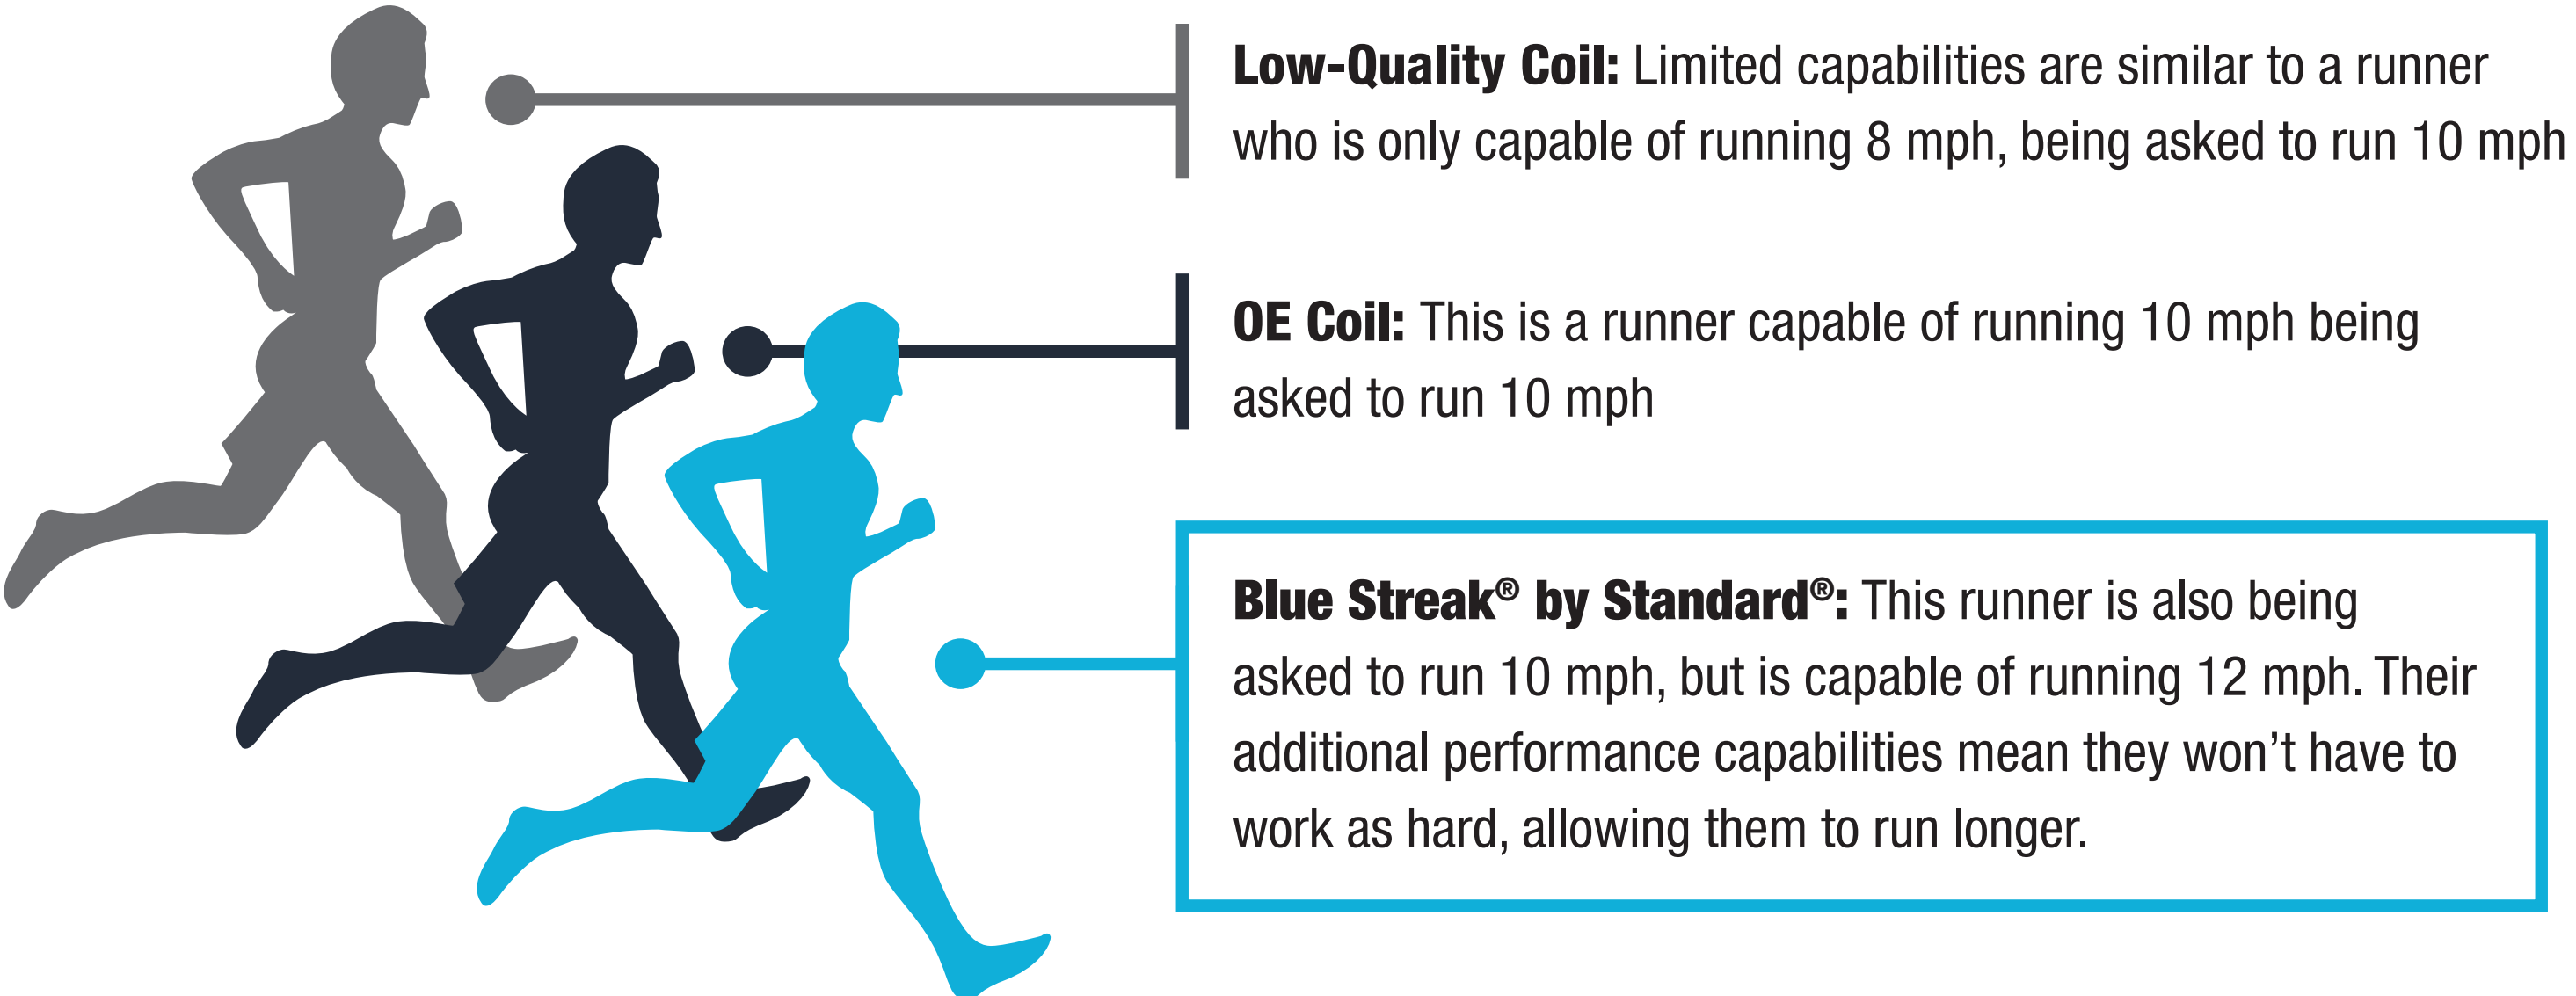 Low-Quality Coil: Limited capabilities are similar to a runner
who is only capable of running 8 mph, being asked to run 10 mph
OE Coil: This is a runner capable of running 10 mph being
asked to run 10 mph
Blue Streak® by Standard®: This runner is also being
asked to run 10 mph, but is capable of running 12 mph. Their
additional performance capabilities mean they won’t have to
work as hard, allowing them to run longer.